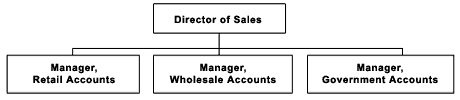 Director of Sales
Manager,
Retail Accounts
Manager,
Wholesale Accounts
Manager,
Government Accounts